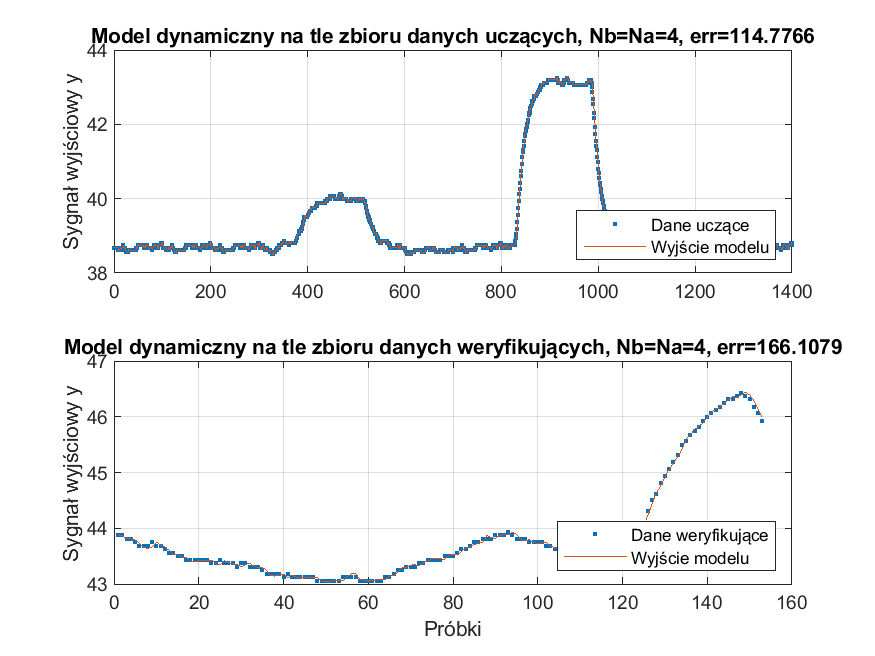 Model dynamiczny na tle zbioru danych uczących, Nb=Na=4, err=114.7766
Sygnał wyjściowy y
44
42
40
38
0 200 400 600 800 1000 1200 1400
Dane uczące
Wyjście modelu
Model dynamiczny na tle zbioru danych weryfikujących, Nb=Na=4, err=166.1079
Sygnał wyjściowy y
47
46
45
44
43
0 20 40 60 80 100 120 140 160
Dane weryfikujące
Wyjście modelu
Próbki